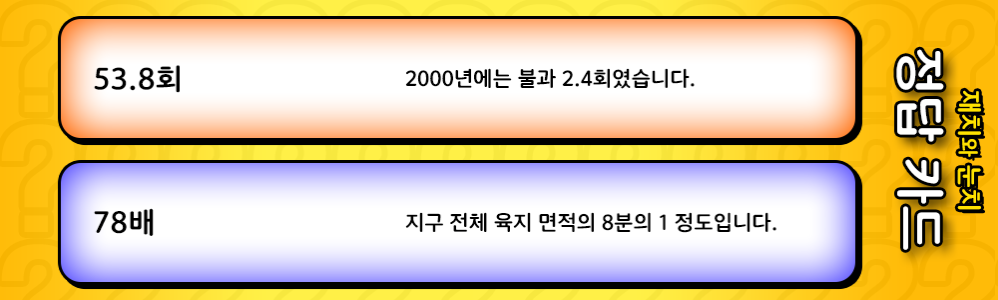 53.8회
2000년에는 불과 2.4회였습니다.
78배
지구 전체 육지 면적의 8분의 1 정도입니다.
재치와 눈치
정답 카드